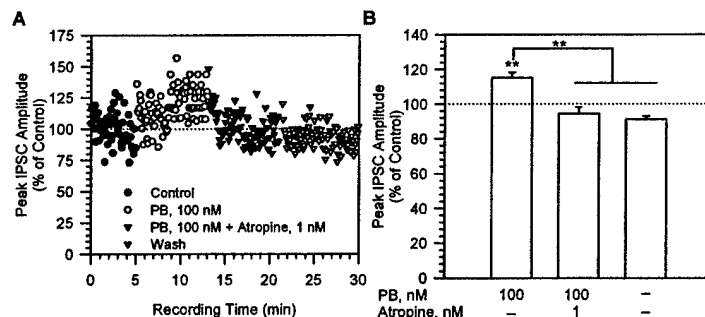 A
Peak IPSC Amplitude
(% of Control)
175
150
125
100
75
50
25
0
Control
PB, 100 nM
PB, 100 nM + Atropine, 1 nM
Wash
0 5 10 15 20 25 30
Recording Time (min)
B
Peak IPSC Amplitude
(% of Control)
140
120
100
80
60
40
20
0
**
**
PB, nM 100 100 –
Atropine, nM – 1 –